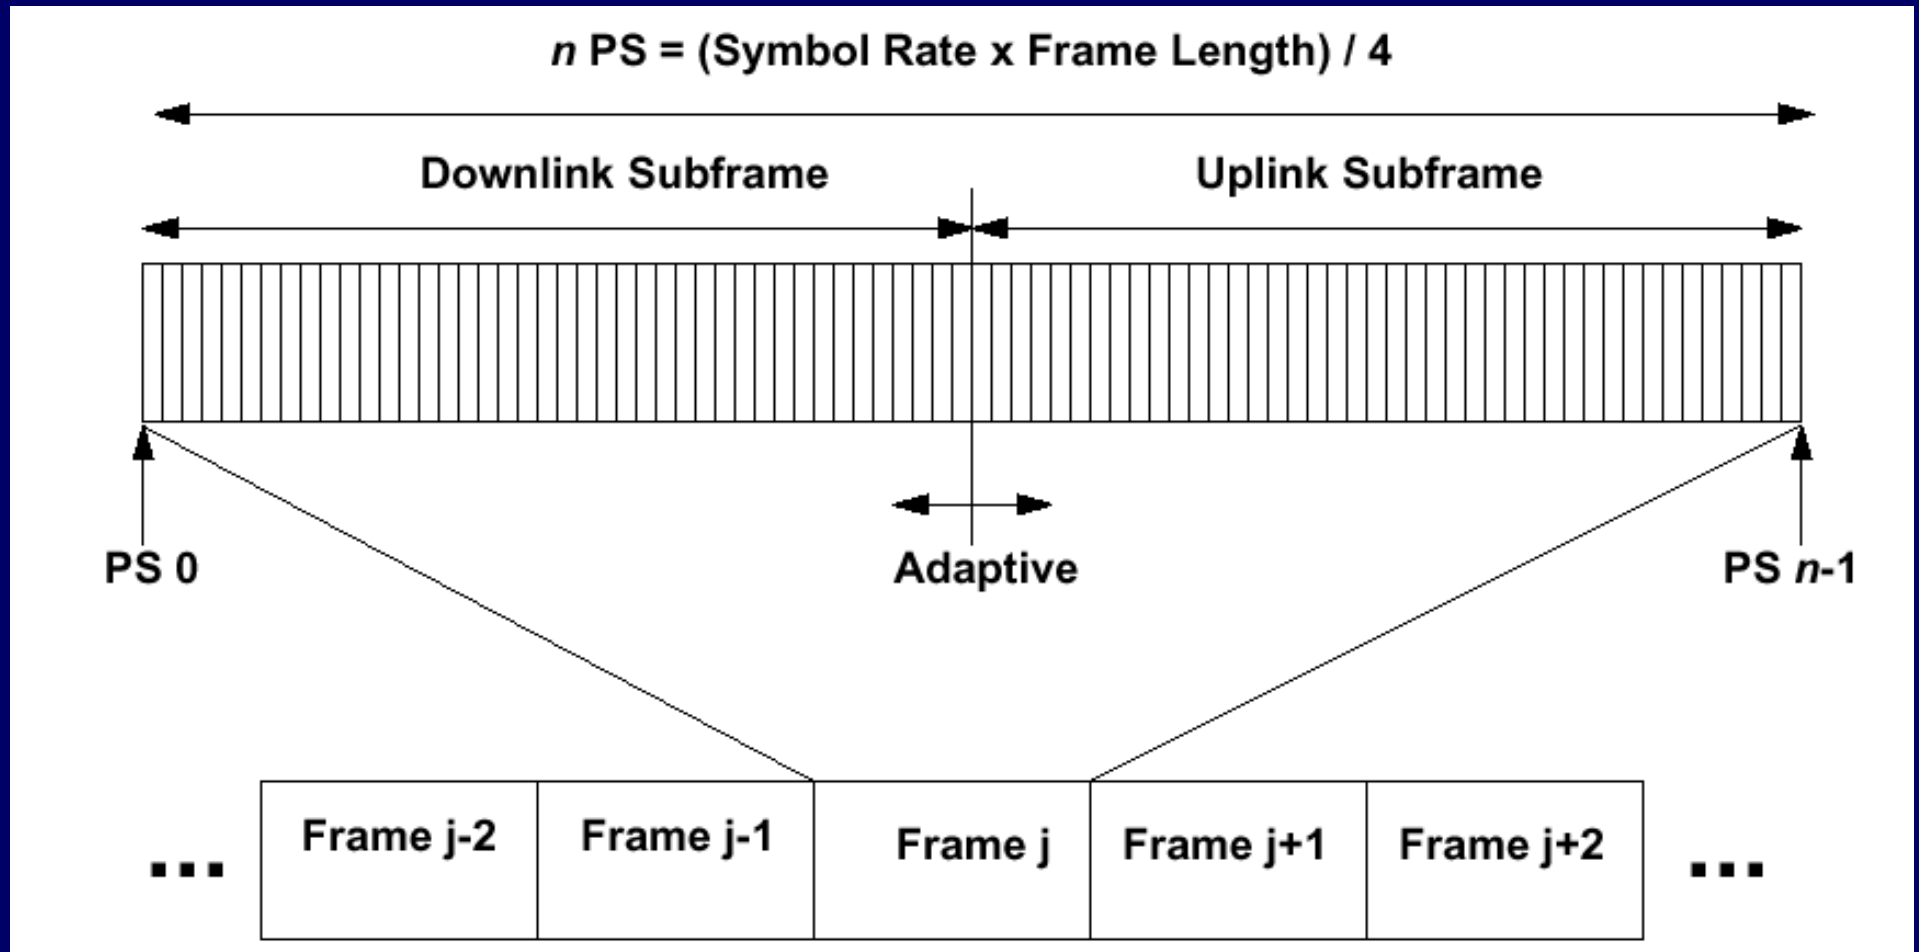 n PS = (Symbol Rate x Frame Length) / 4
Downlink Subframe Uplink Subframe
PS 0 Adaptive PS n-1
... Frame j-2 Frame j-1 Frame j Frame j+1 Frame j+2 ...